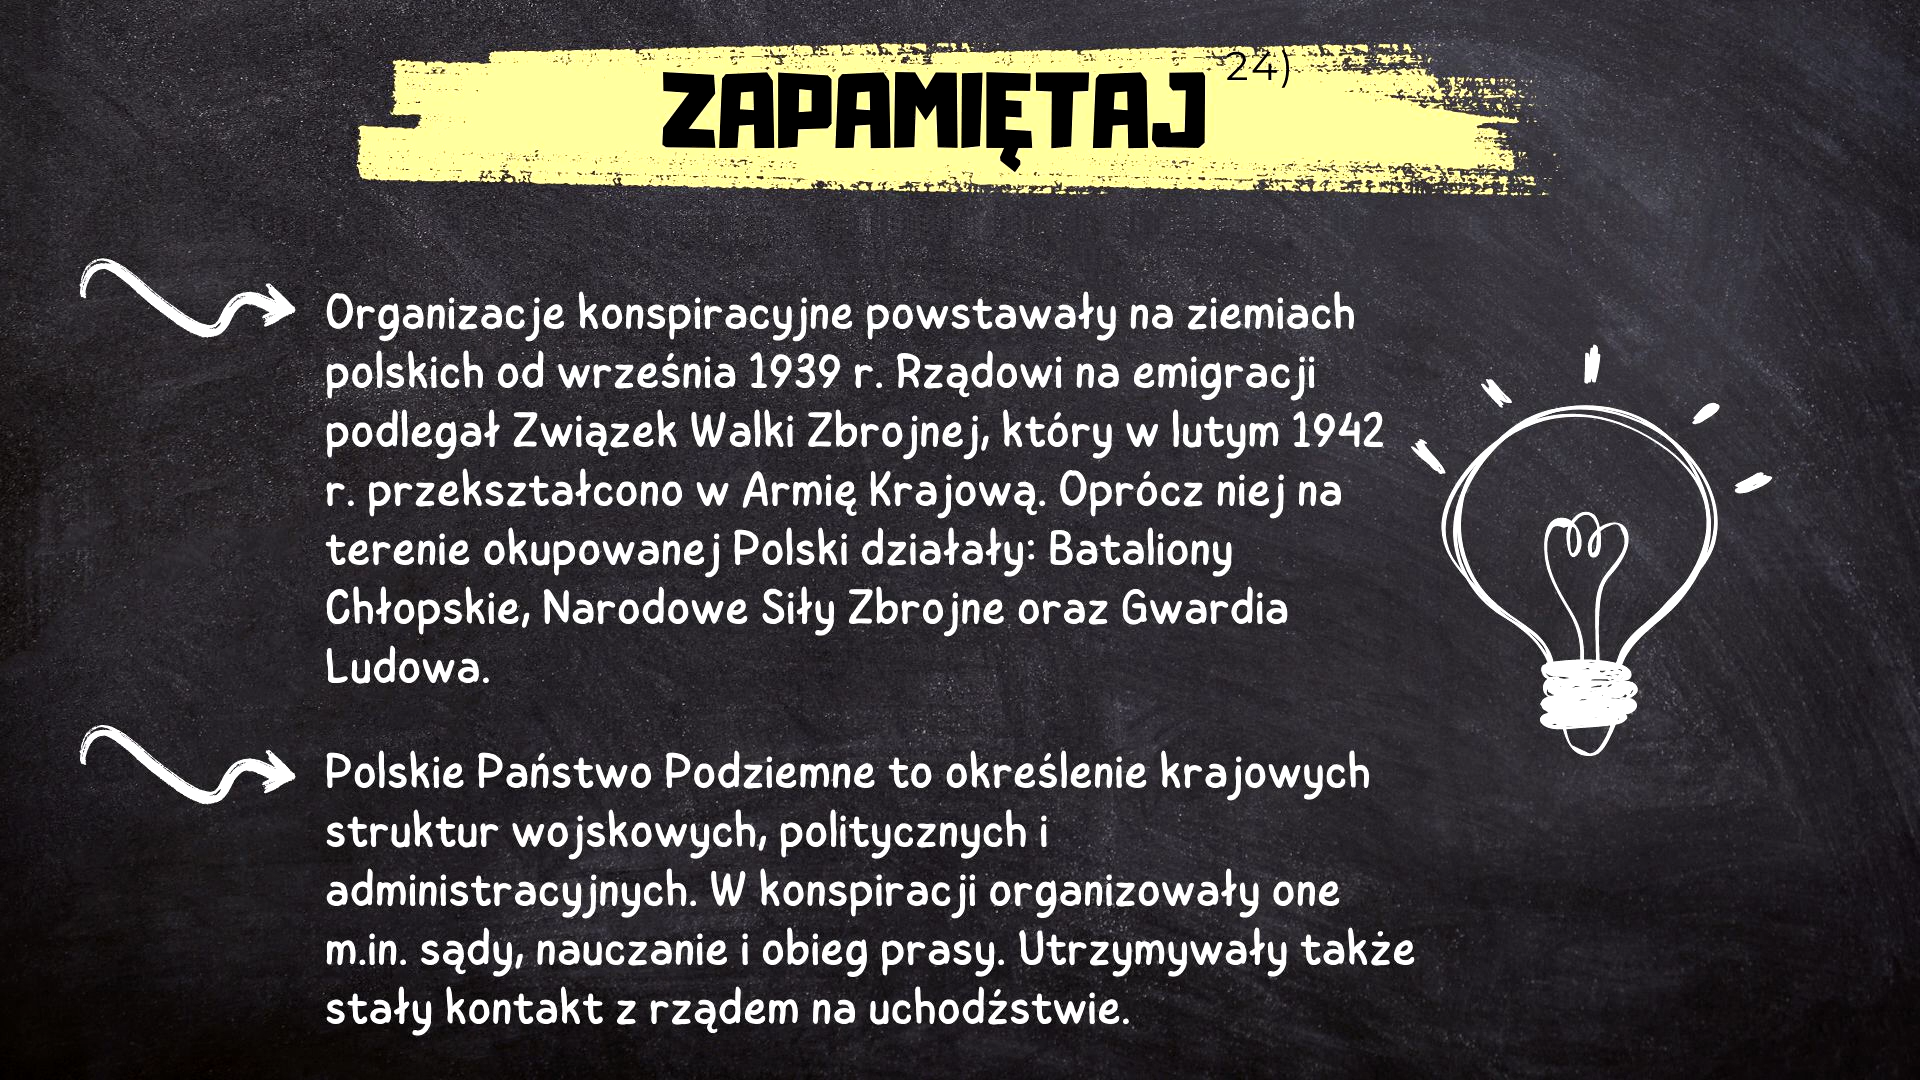 ZAPAMIĘTAJ 24)
Organizacje konspiracyjne powstawały na ziemiach
polskich od września 1939 r. Rządowi na emigracji
podlegał Związek Walki Zbrojnej, który w lutym 1942
r. przekształcono w Armię Krajową. Oprócz niej na
terenie okupowanej Polski działały: Bataliony
Chłopskie, Narodowe Siły Zbrojne oraz Gwardia
Ludowa.
Polskie Państwo Podziemne to określenie krajowych
struktur wojskowych, politycznych i
administracyjnych. W konspiracji organizowały one
m.in. sądy, nauczanie i obieg prasy. Utrzymywały także
stały kontakt z rządem na uchodźstwie.